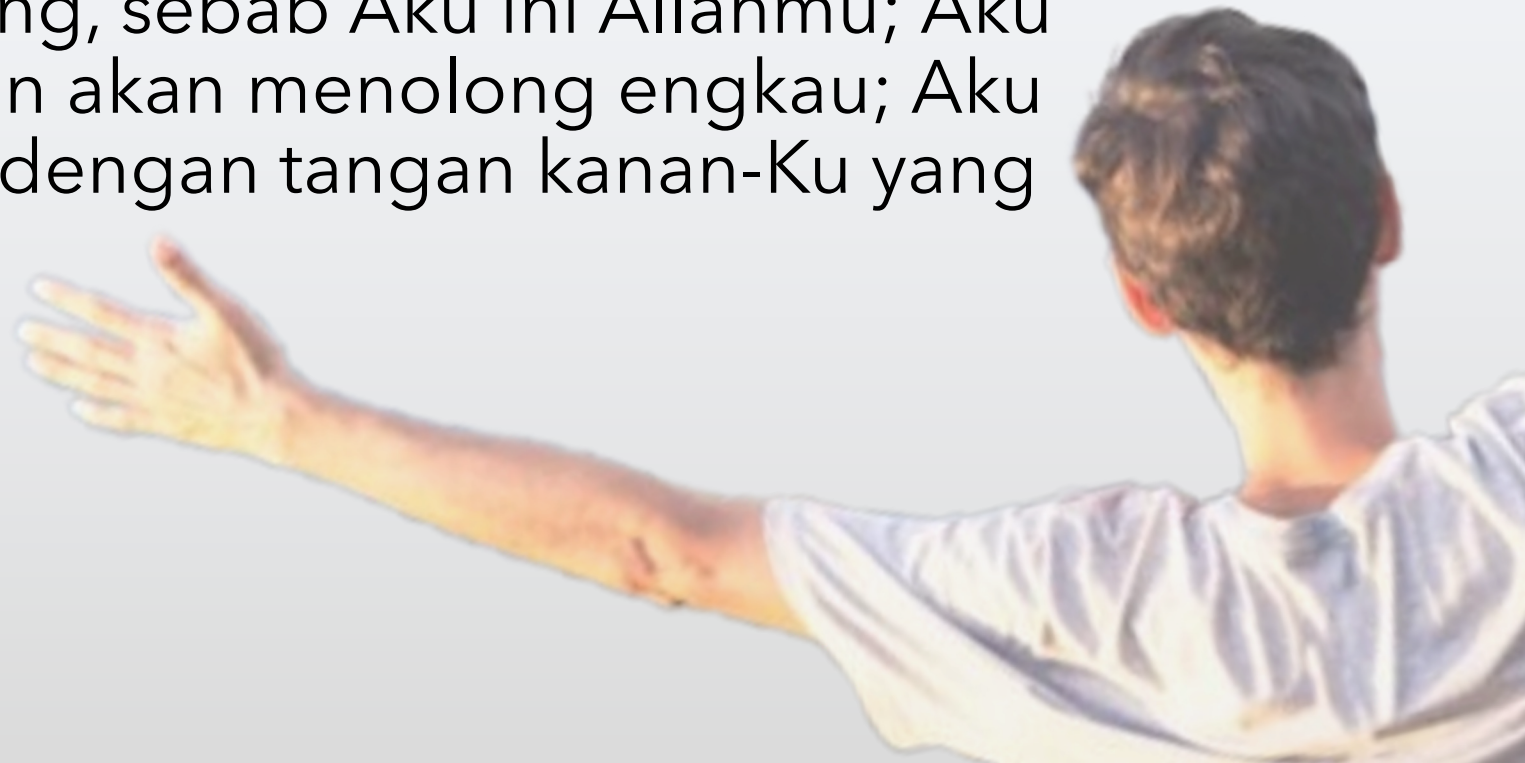 ng, sebab Aku ini Allahmu; Aku
n akan menolong engkau; Aku
dengan tangan kanan-Ku yang